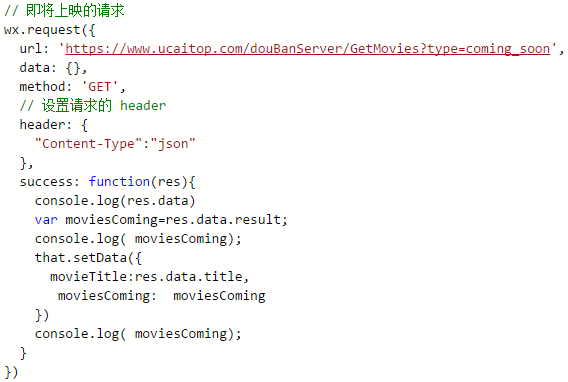 // 即将上映的请求
wx.request({
  url: 'https://www.ucaitop.com/douBanServer/GetMovies?type=coming_soon',
  data: {},
  method: 'GET',
  // 设置请求的 header
  header: {
    "Content-Type":"json"
  },
  success: function(res){
    console.log(res.data)
    var moviesComing=res.data.result;
    console.log( moviesComing);
    that.setData({
      movieTitle:res.data.title,
       moviesComing:  moviesComing
    })
    console.log( moviesComing);
  }
})